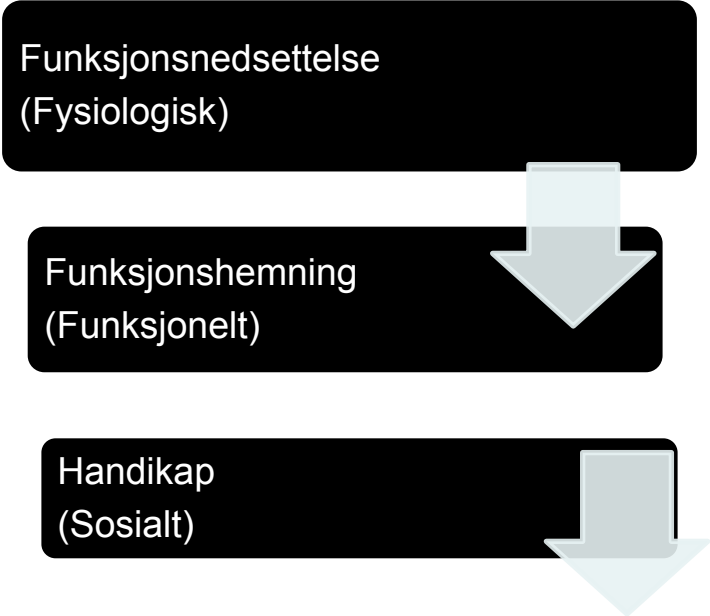 Funksjonsnedsettelse
(Fysiologisk)
Funksjonshemning
(Funksjonelt)
Handikap
(Sosialt)